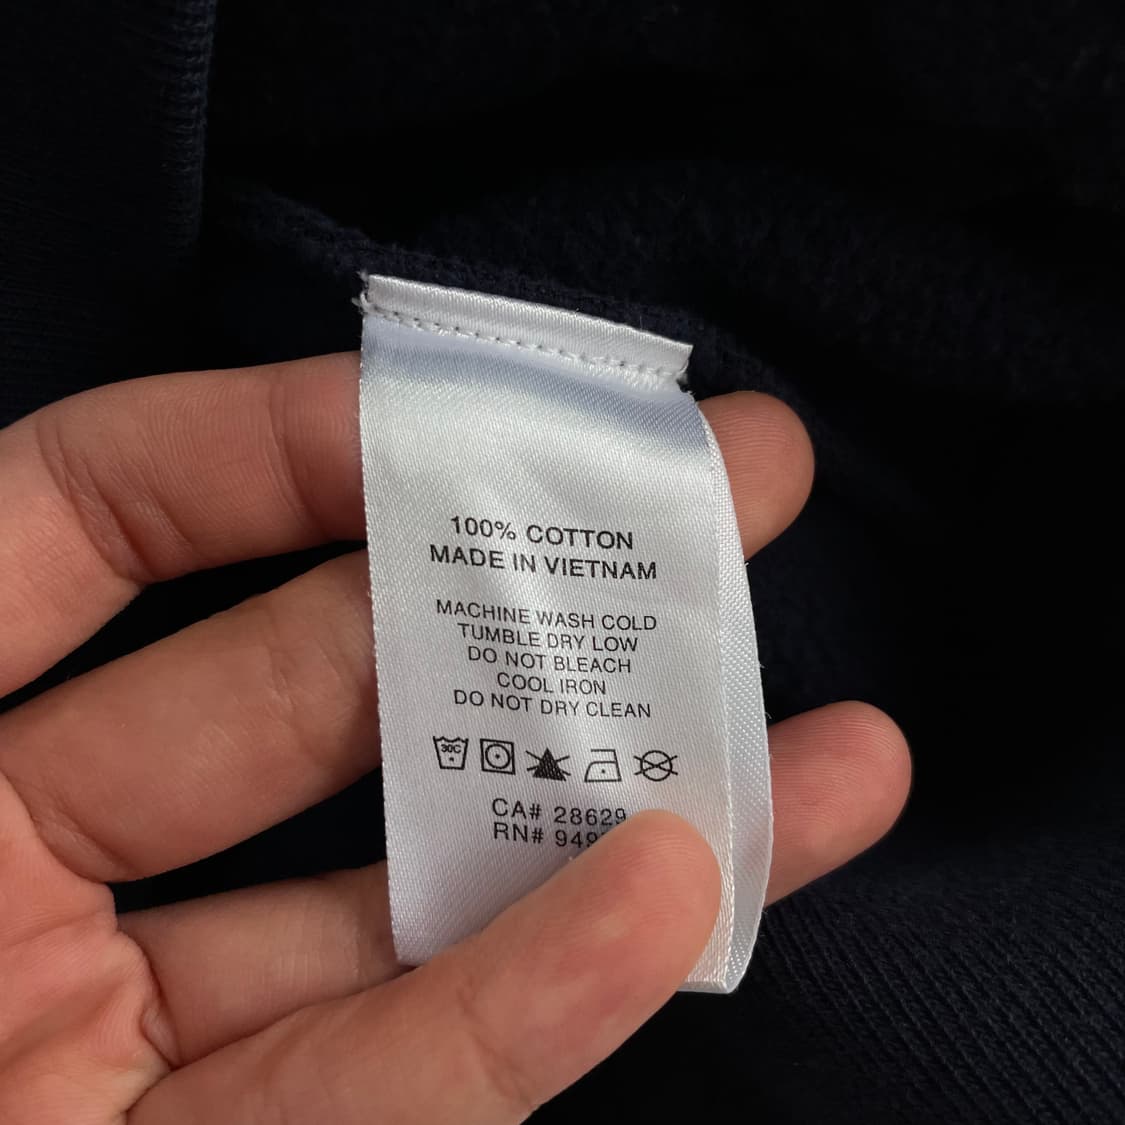 100% COTTON
MADE IN VIETNAM
MACHINE WASH COLD
TUMBLE DRY LOW
DO NOT BLEACH
COOL IRON
DO NOT DRY CLEAN
30C
CA# 28629
RN#